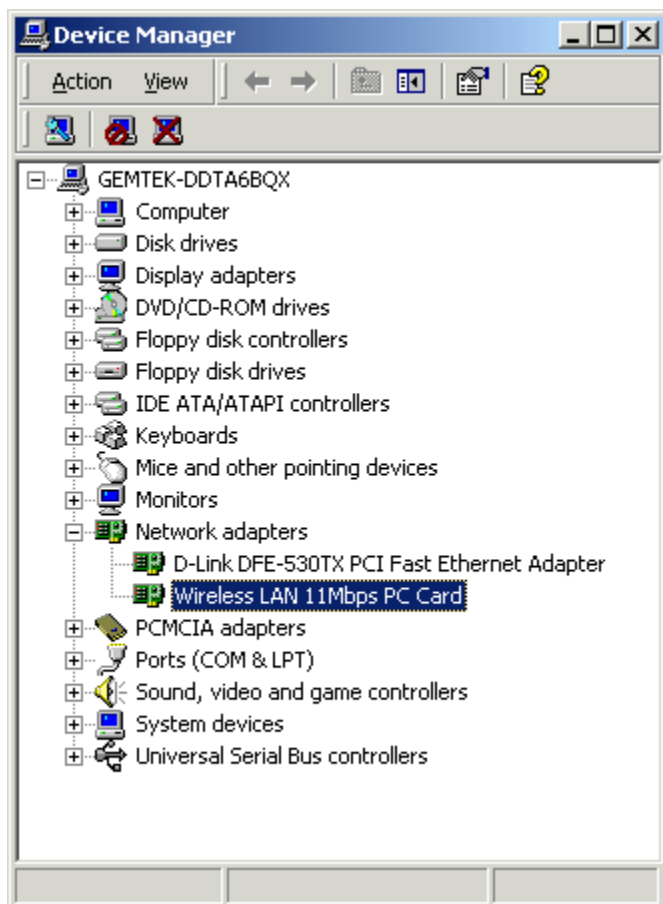 Device Manager
Action View
GEMTEK-DDTA6BQX
Computer
Disk drives
Display adapters
DVD/CD-ROM drives
Floppy disk controllers
Floppy disk drives
IDE ATA/ATAPI controllers
Keyboards
Mice and other pointing devices
Monitors
Network adapters
D-Link DFE-530TX PCI Fast Ethernet Adapter
Wireless LAN 11Mbps PC Card
PCMCIA adapters
Ports (COM & LPT)
Sound, video and game controllers
System devices
Universal Serial Bus controllers